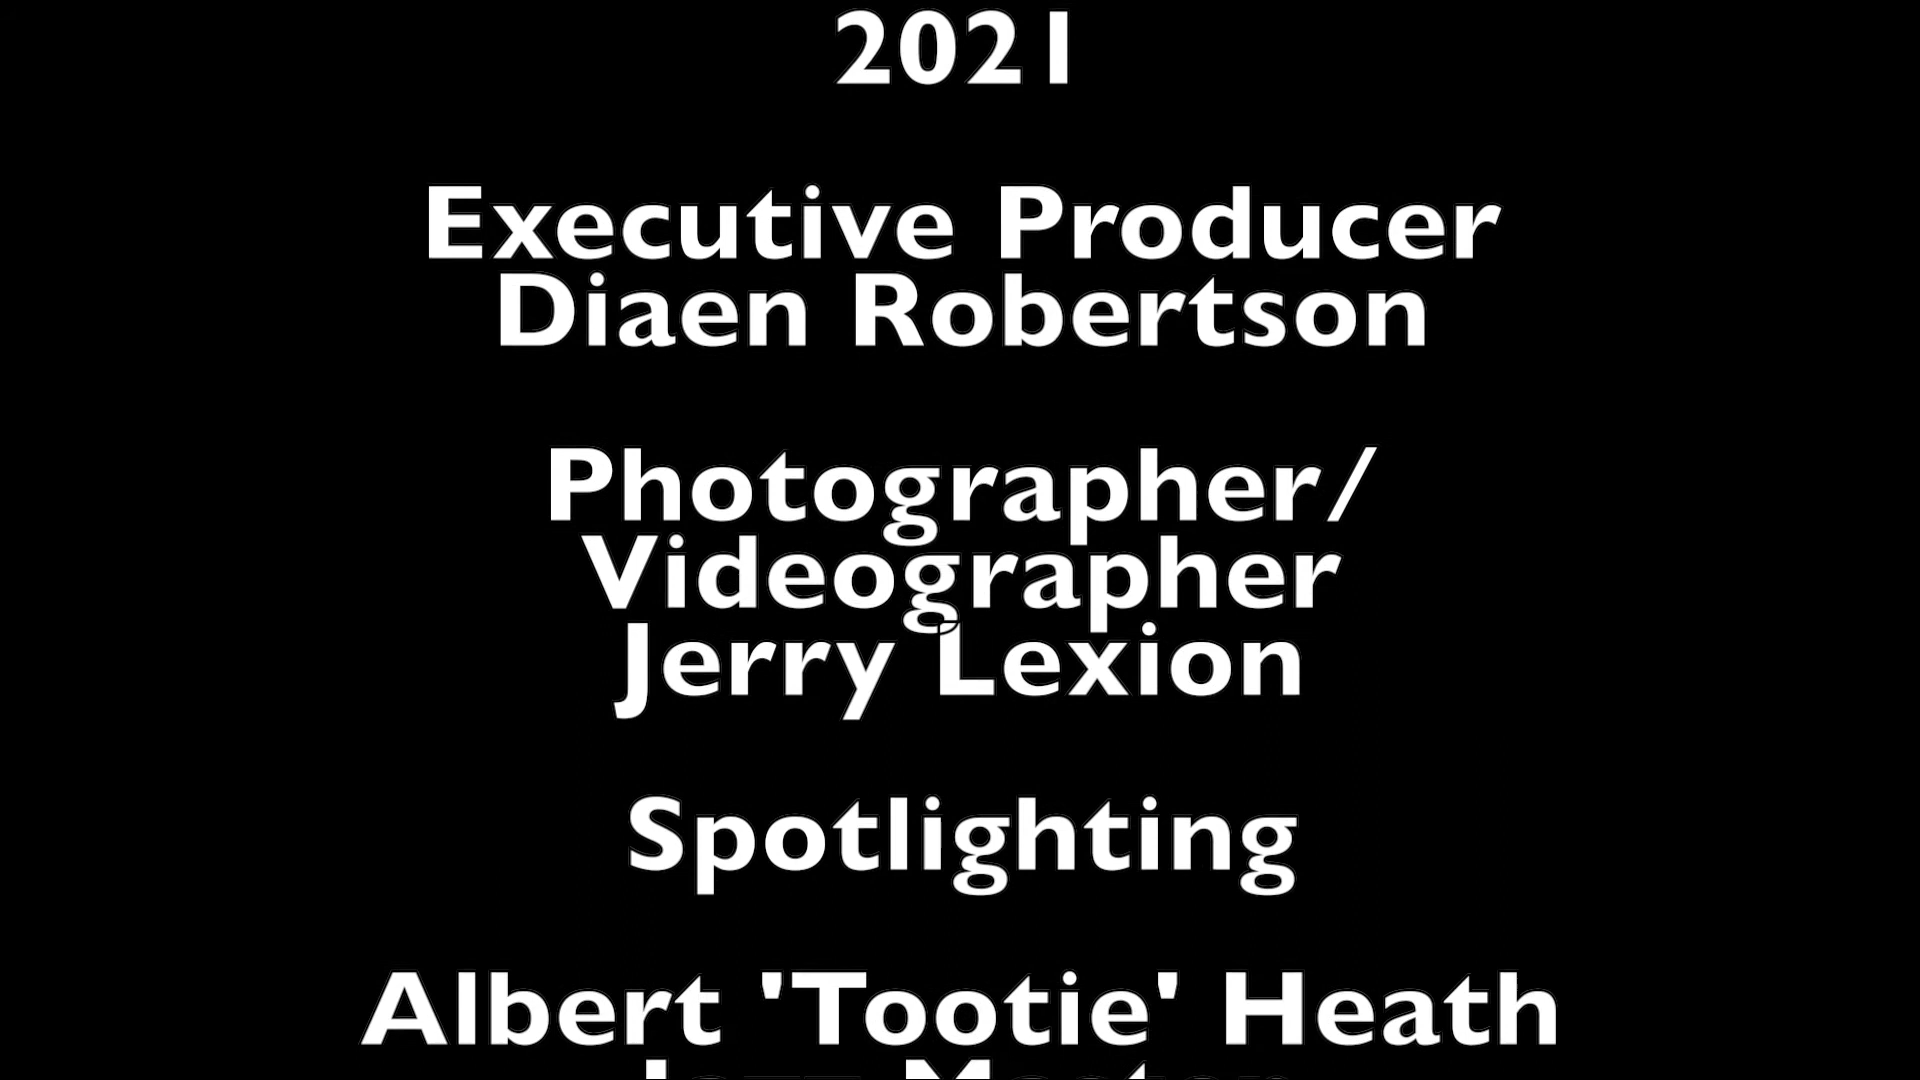 2021
Executive Producer
Diaen Robertson
Photographer/
Videographer
Jerry Lexion
Spotlighting
Albert 'Tootie' Heath